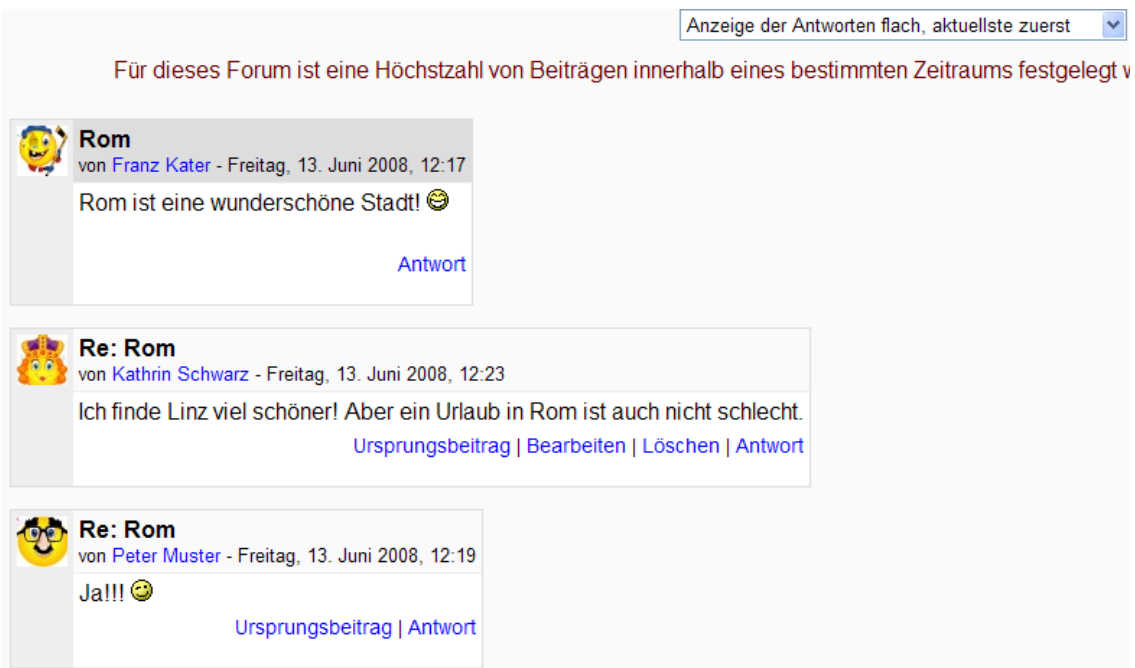 Anzeige der Antworten flach, aktuellste zuerst
Für dieses Forum ist eine Höchstzahl von Beiträgen innerhalb eines bestimmten Zeitraums festgelegt
Rom
von Franz Kater - Freitag, 13. Juni 2008, 12:17
Rom ist eine wunderschöne Stadt!
Antwort
Re: Rom
von Kathrin Schwarz - Freitag, 13. Juni 2008, 12:23
Ich finde Linz viel schöner! Aber ein Urlaub in Rom ist auch nicht schlecht.
Ursprungsbeitrag | Bearbeiten | Löschen | Antwort
Re: Rom
von Peter Muster - Freitag, 13. Juni 2008, 12:19
Ja!!!
Ursprungsbeitrag | Antwort